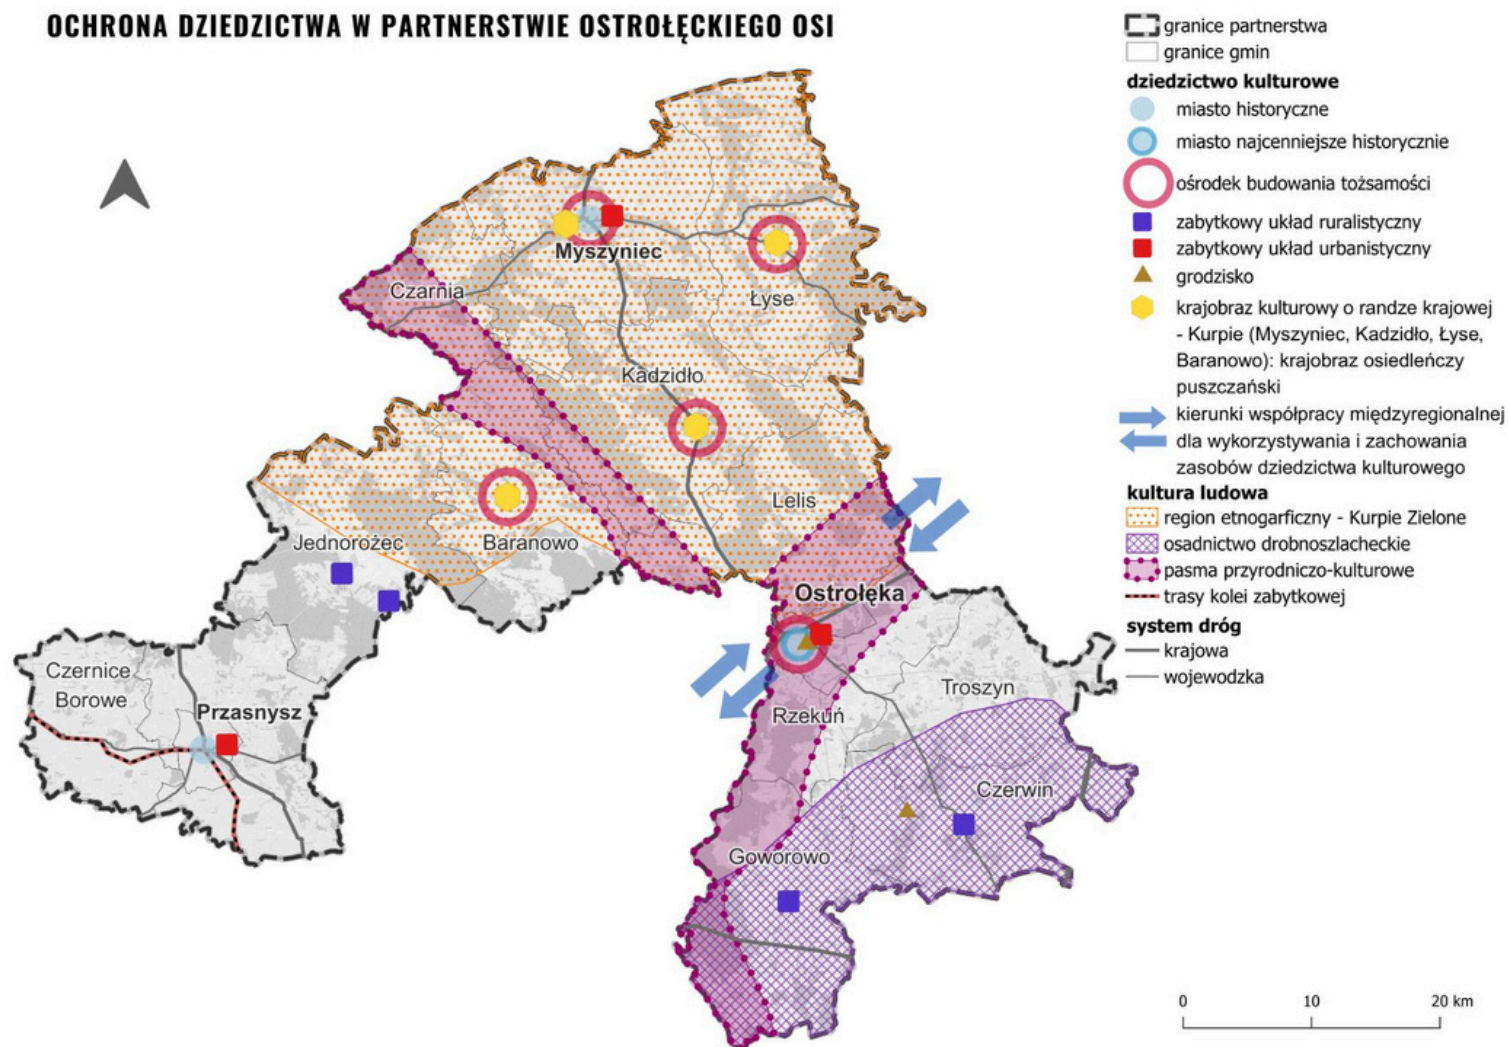 OCHRONA DZIEDZICTWA W PARTNERSTWIE OSTROŁĘCKIEGO OSI
granice partnerstwa
granice gmin
dziedzictwo kulturowe
miasto historyczne
miasto najcenniejsze historycznie
ośrodek budowania tożsamości
zabytkowy układ ruralistyczny
zabytkowy układ urbanistyczny
grodzisko
krajobraz kulturowy o randze krajowej
- Kurpie (Myszyniec, Kadzidło, Łyse,
Baranowo): krajobraz osiedleńczy
puszczański
kierunki współpracy międzyregionalnej
dla wykorzystywania i zachowania
zasobów dziedzictwa kulturowego
kultura ludowa
region etnogarficzny - Kurpie Zielone
osadnictwo drobnoszlacheckie
pasma przyrodniczo-kulturowe
trasy kolei zabytkowej
system dróg
krajowa
wojewodzka
Myszyniec
Czarnia
Łyse
Kadzidło
Lelis
Jednorożec
Baranowo
Ostrołęka
Czernice
Borowe
Przasnysz
Troszyn
Rzekuń
Czerwin
Goworowo
0 10 20 km